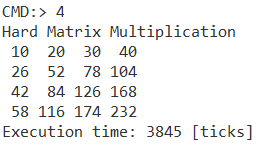 CMD:> 4
Hard Matrix Multiplication
10 20 30 40
26 52 78 104
42 84 126 168
58 116 174 232
Execution time: 3845 [ticks]